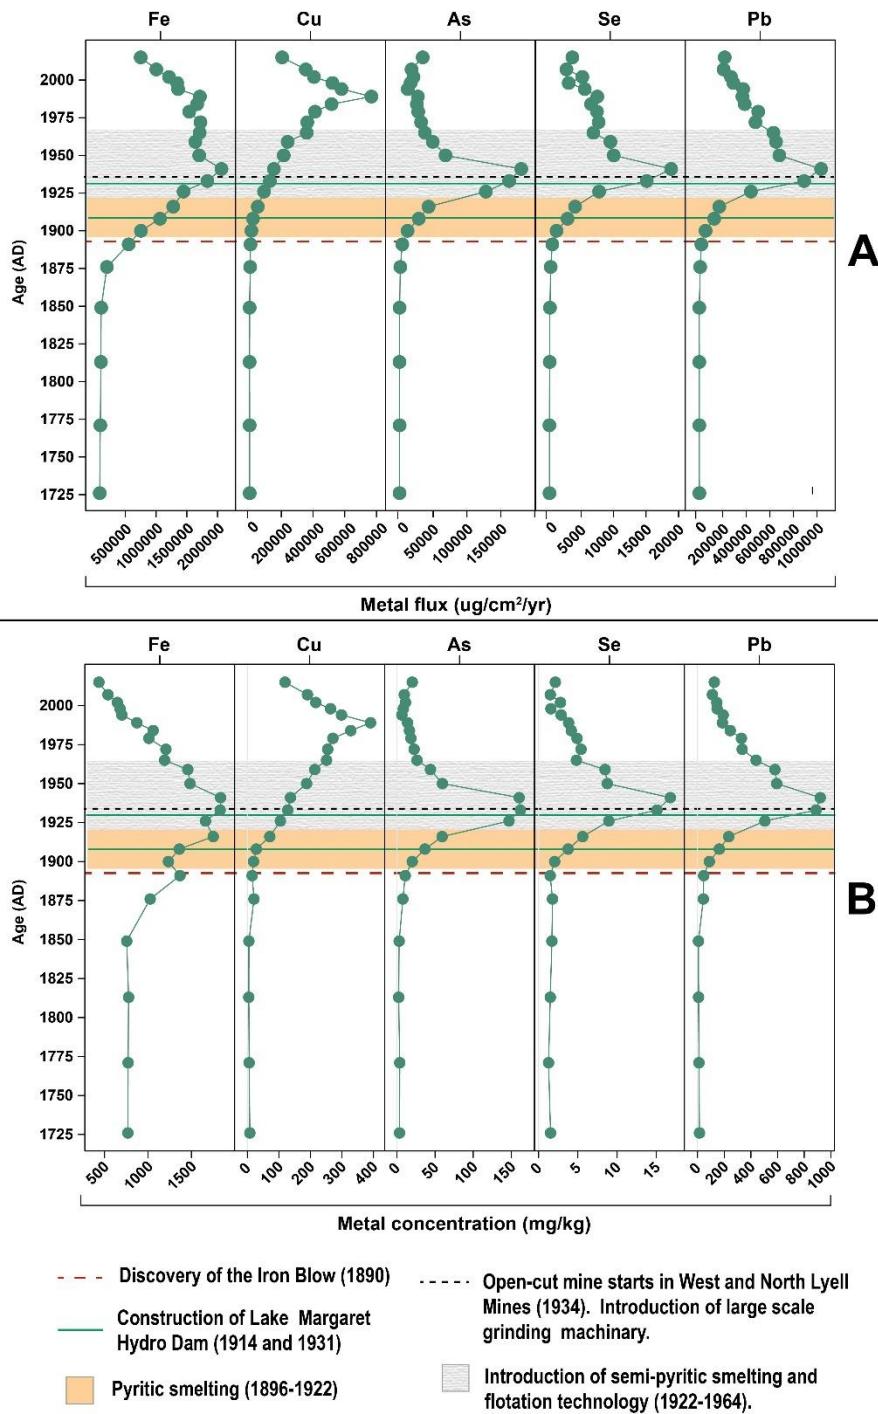 Fe Cu As Se Pb
2000
1975
1950
1925
1900
1875
1850
1825
1800
1775
1750
1725
Age (AD)
A
500000 1000000 1500000 2000000 0 200000 400000 600000 800000 0 50000 100000 150000 0 5000 10000 15000 20000 0 200000 400000 600000 800000 1000000
Metal flux (ug/cm²/yr)
Fe Cu As Se Pb
2000
1975
1950
1925
1900
1875
1850
1825
1800
1775
1750
1725
Age (AD)
B
500 1000 1500 0 100 200 300 400 0 50 100 150 0 5 10 15 0 200 400 600 800 1000
Metal concentration (mg/kg)
Discovery of the Iron Blow (1890)
Construction of Lake Margaret
Hydro Dam (1914 and 1931)
Pyritic smelting (1896-1922)
Open-cut mine starts in West and North Lyell
Mines (1934). Introduction of large scale
grinding machinary.
Introduction of semi-pyritic smelting and
flotation technology (1922-1964).